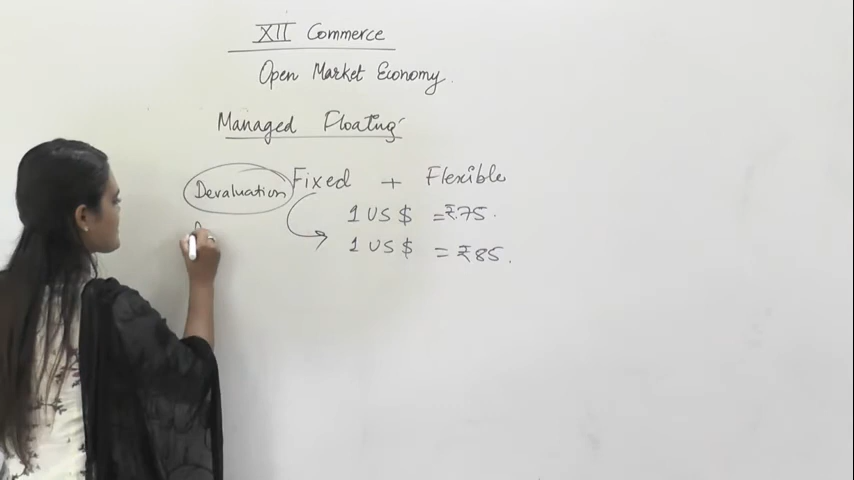 XII Commerce
Open Market Economy.
Managed Floating
Devaluation Fixed + Flexible
1 US $ = ₹75.
1 US $ = ₹85.